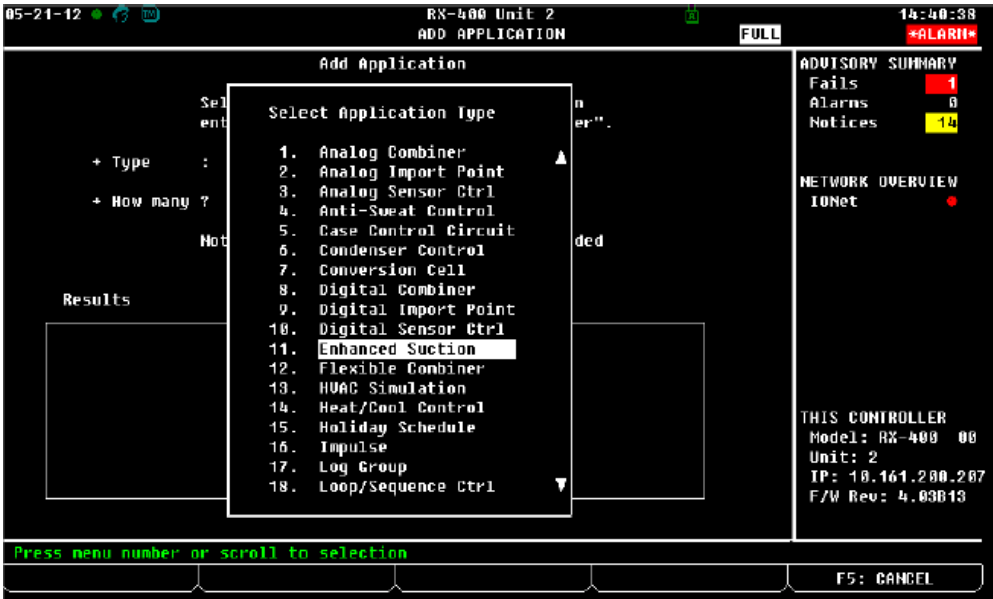 05-21-12 RX-400 Unit 2 14:40:38
ADD APPLICATION FULL *ALARM*
Add Application
Sel n
ent er".
+ Type :
+ How many ?
Not ded
Results
Select Application Type
1. Analog Combiner
2. Analog Import Point
3. Analog Sensor Ctrl
4. Anti-Sweat Control
5. Case Control Circuit
6. Condenser Control
7. Conversion Cell
8. Digital Combiner
9. Digital Import Point
10. Digital Sensor Ctrl
11. Enhanced Suction
12. Flexible Combiner
13. HVAC Simulation
14. Heat/Cool Control
15. Holiday Schedule
16. Impulse
17. Log Group
18. Loop/Sequence Ctrl
ADVISORY SUMMARY
Fails 1
Alarms 0
Notices 14
NETWORK OVERVIEW
IONet
THIS CONTROLLER
Model: RX-400 00
Unit: 2
IP: 10.161.200.207
F/W Rev: 4.03B13
Press menu number or scroll to selection
F5: CANCEL